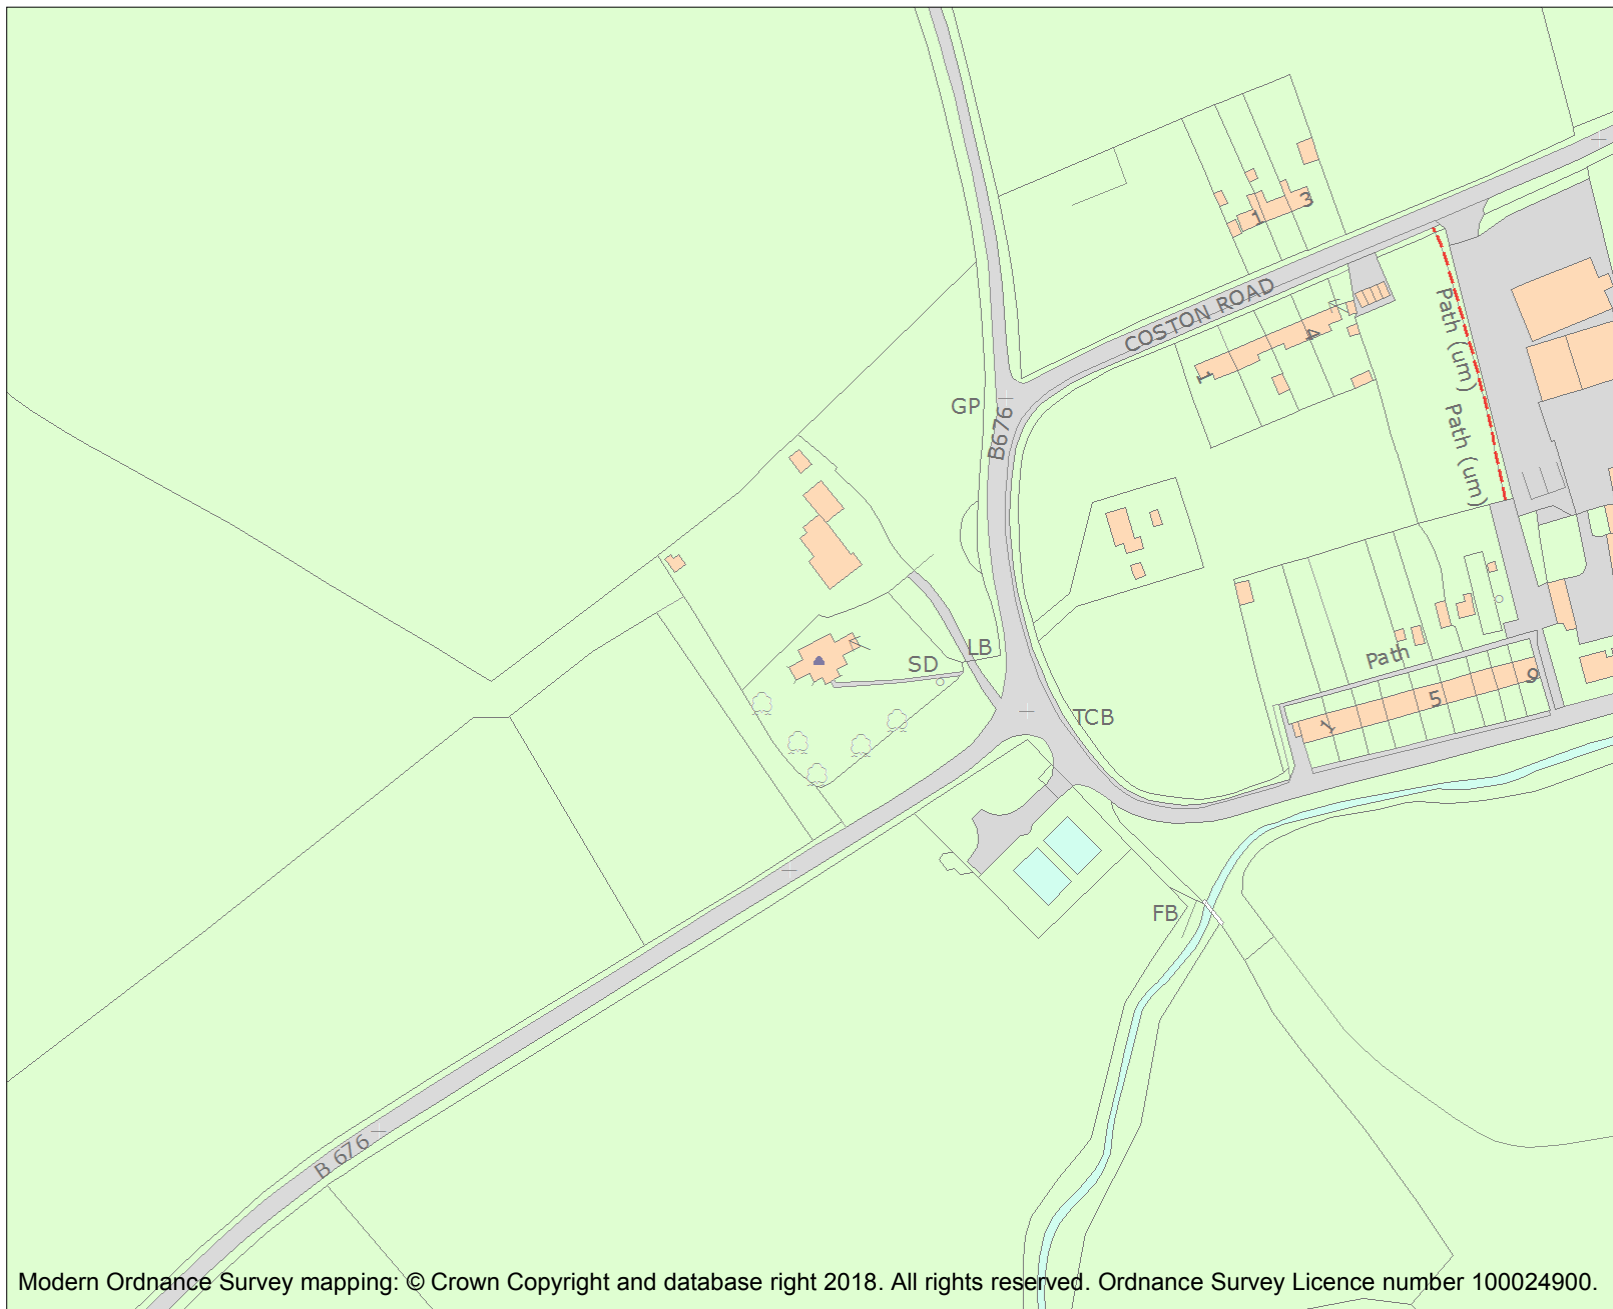 3
1
COSTON ROAD
Path (um)
4
1
GP
B676
Path (um)
LB
SD
Path
9
5
1
TCB
FB
B 676
Modern Ordnance Survey mapping: © Crown Copyright and database right 2018. All rights reserved. Ordnance Survey Licence number 100024900.